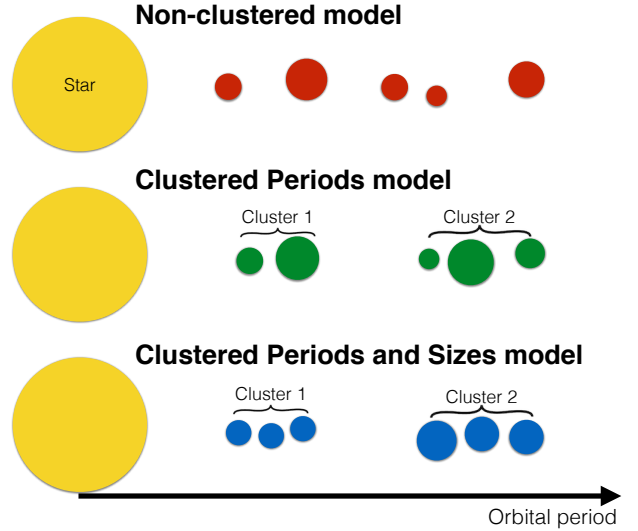 Non-clustered model
Star
Clustered Periods model
Cluster 1
Cluster 2
Clustered Periods and Sizes model
Cluster 1
Cluster 2
Orbital period